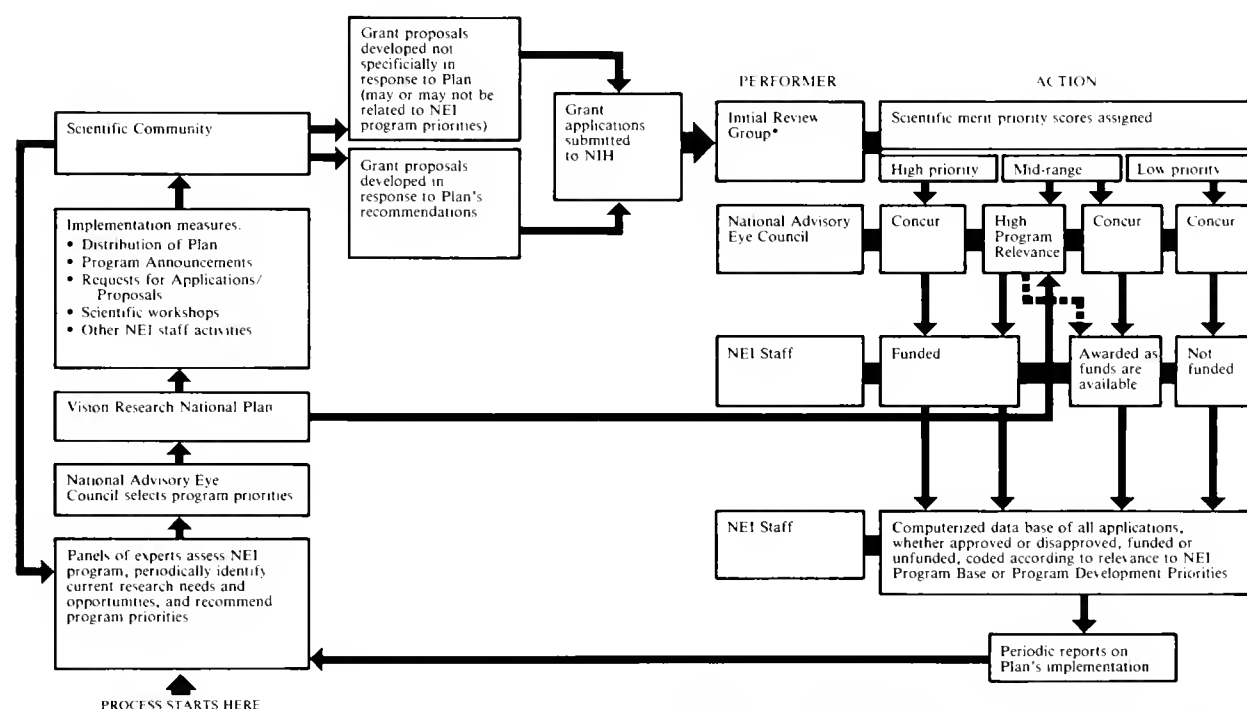 Grant proposals
developed not
specificially in
response to Plan
(may or may not be
related to NEI
program priorities)
Grant proposals
developed in
response to Plan's
recommendations
Grant
applications
submitted
to NIH
Scientific Community
Implementation measures.
• Distribution of Plan
• Program Announcements
• Requests for Applications/
Proposals
• Scientific workshops
• Other NEI staff activities
Vision Research National Plan
National Advisory Eye
Council selects program priorities
Panels of experts assess NEI
program, periodically identify
current research needs and
opportunities, and recommend
program priorities
PROCESS STARTS HERE
PERFORMER
ACTION
Initial Review
Group*
Scientific merit priority scores assigned
High priority
Mid-range
Low priority
National Advisory
Eye Council
Concur
High
Program
Relevance
Concur
Concur
NEI Staff
Funded
Awarded as
funds are
available
Not
funded
NEI Staff
Computerized data base of all applications,
whether approved or disapproved, funded or
unfunded, coded according to relevance to NEI
Program Base or Program Development Priorities
Periodic reports on
Plan's implementation